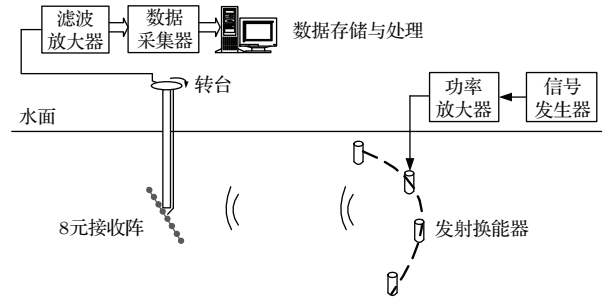 滤波
放大器
数据
采集器
数据存储与处理
转台
功率
放大器
信号
发生器
水面
8元接收阵
发射换能器